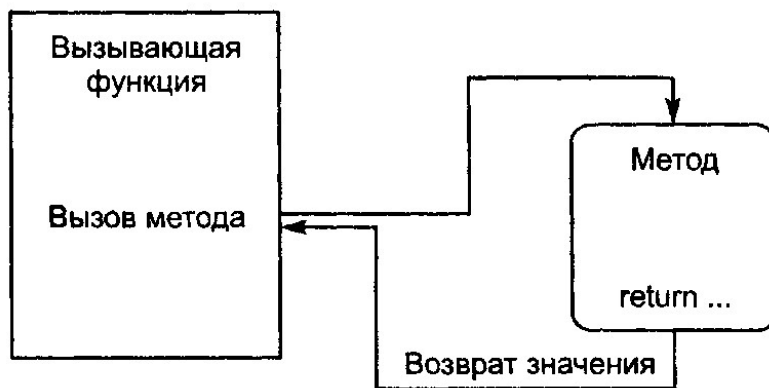 Вызывающая
функция
Вызов метода
Метод
return ...
Возврат значения